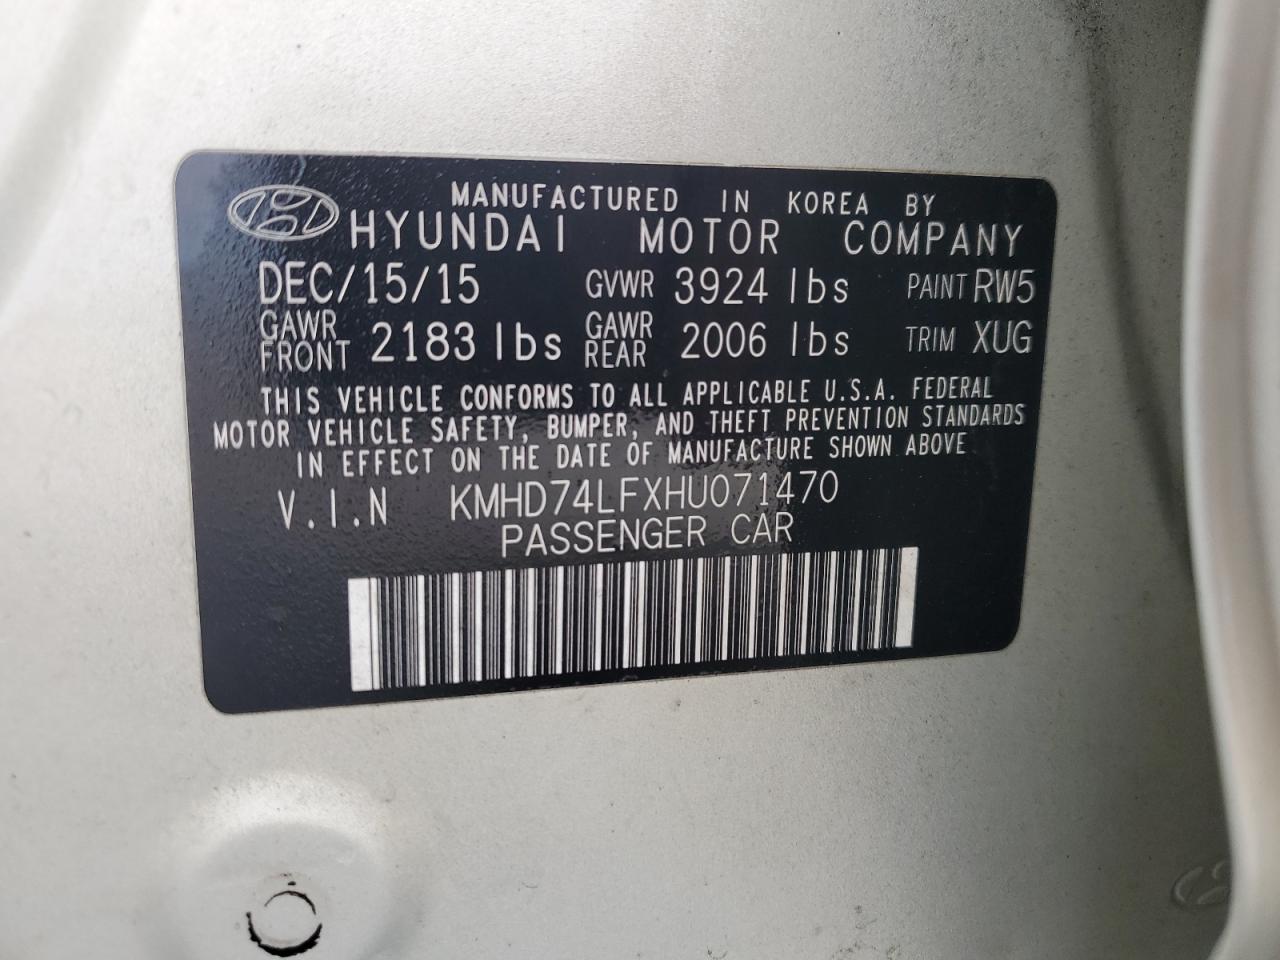 MANUFACTURED IN KOREA BY
HYUNDAI MOTOR COMPANY
DEC/15/15 GVWR 3924 lbs PAINT RW5
GAWR FRONT 2183 lbs GAWR REAR 2006 lbs TRIM XUG
THIS VEHICLE CONFORMS TO ALL APPLICABLE U.S.A. FEDERAL
MOTOR VEHICLE SAFETY, BUMPER, AND THEFT PREVENTION STANDARDS
IN EFFECT ON THE DATE OF MANUFACTURE SHOWN ABOVE
V.I.N KMHD74LFXHU071470
PASSENGER CAR